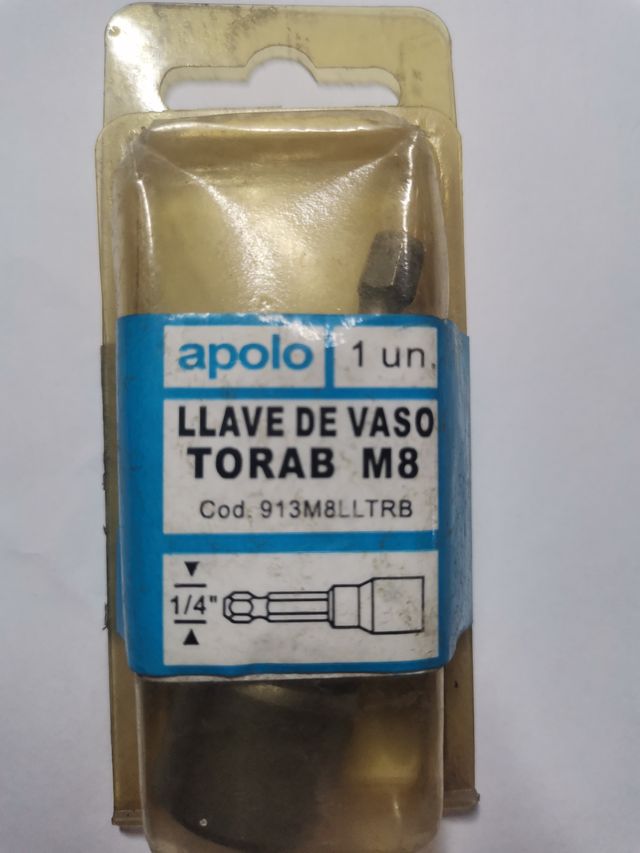 apolo
1 un.
LLAVE DE VASO
TORAB M8
Cod. 913M8LLTRB
1/4"